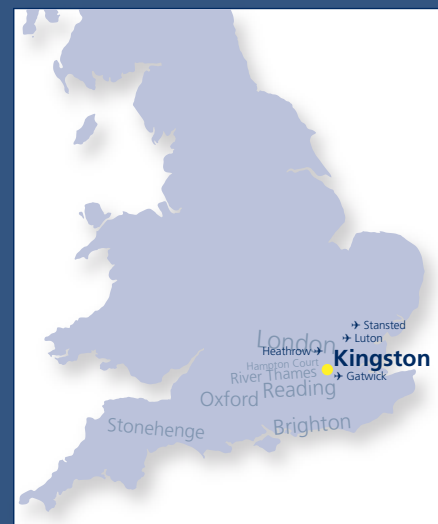 Stansted
Luton
London
Heathrow
Kingston
Hampton Court
River Thames
Gatwick
Reading
Oxford
Stonehenge
Brighton